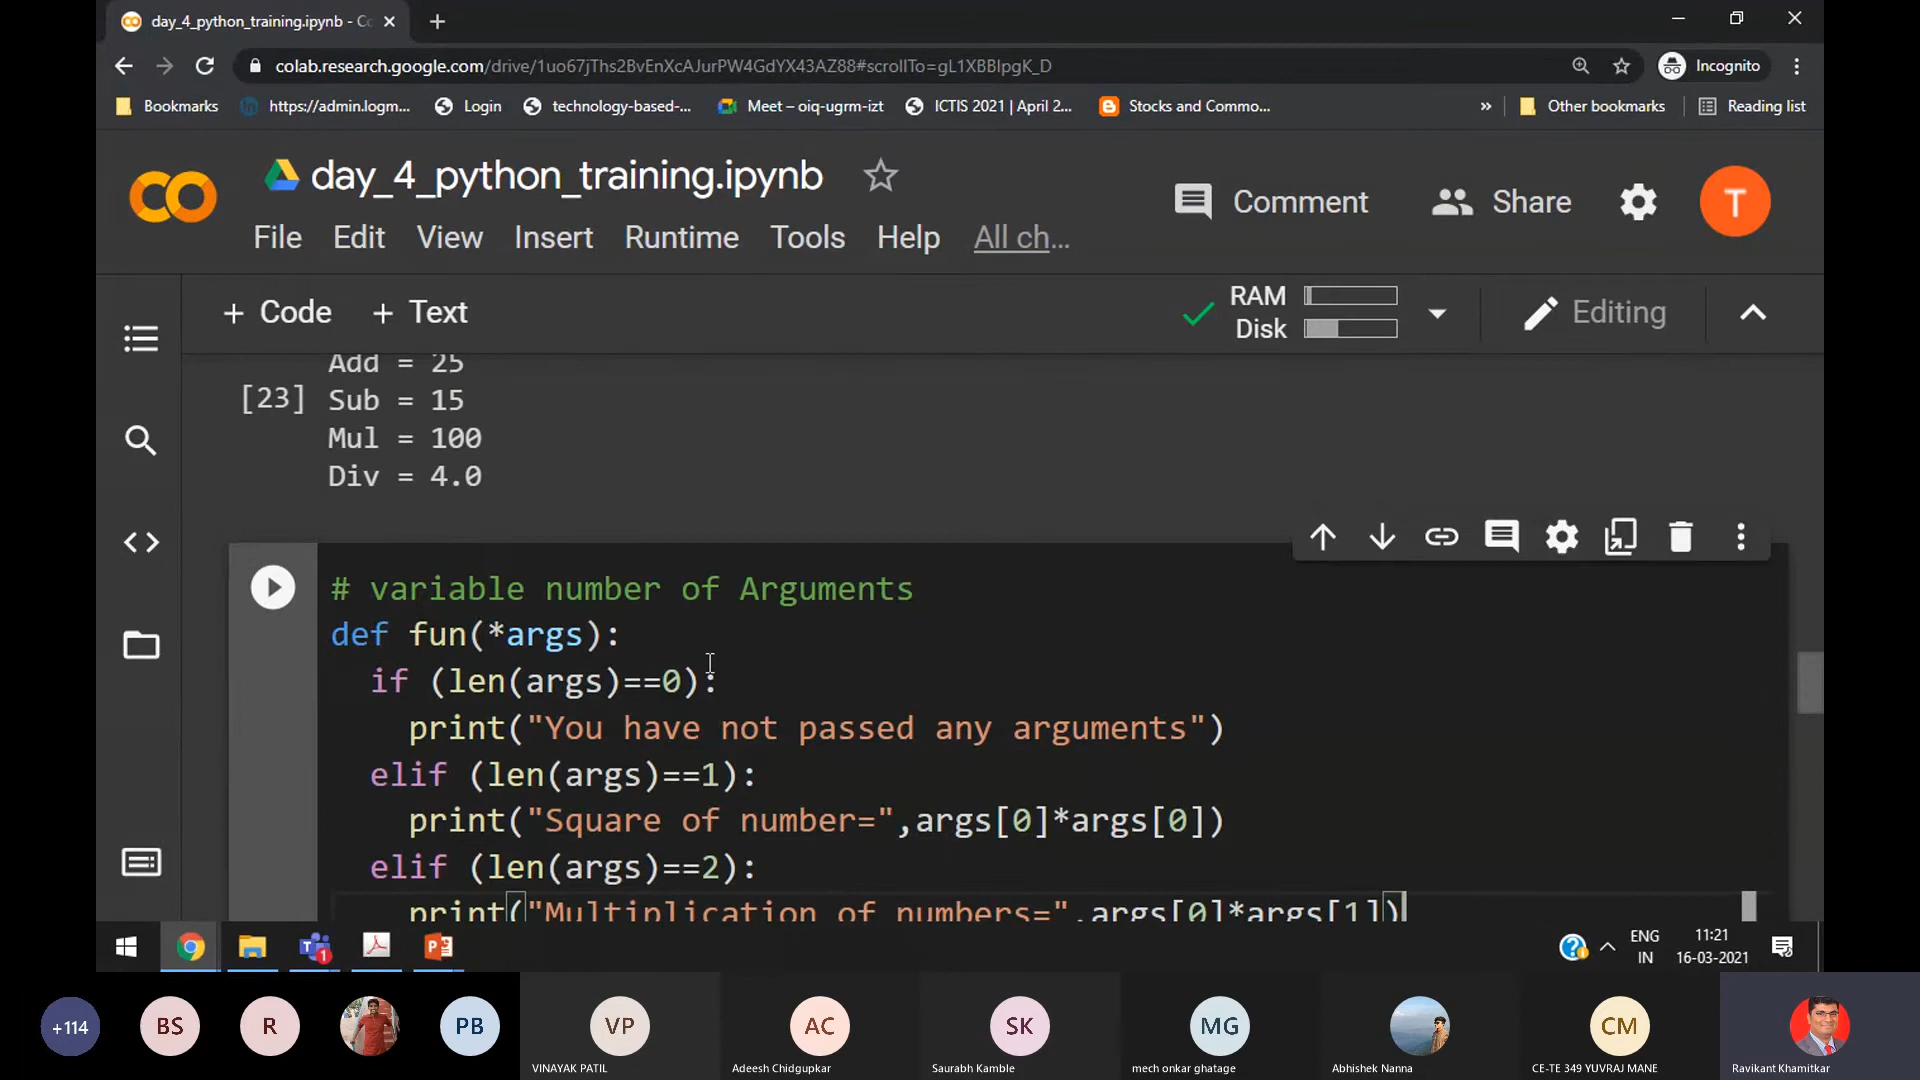 day_4_python_training.ipynb - Co
colab.research.google.com/drive/1uo67jThs2BvEnXcAJurPW4GdYX43AZ88#scrollTo=gL1XBBIpgK_D
Incognito
Bookmarks
https://admin.logm...
Login
technology-based-...
Meet – oiq-ugrm-izt
ICTIS 2021 | April 2...
Stocks and Commo...
»
Other bookmarks
Reading list
CO
day_4_python_training.ipynb
Comment
Share
T
File Edit View Insert Runtime Tools Help All ch...
+ Code + Text
RAM
Disk
Editing
Add = 25
[23] Sub = 15
Mul = 100
Div = 4.0
# variable number of Arguments
def fun(*args):
if (len(args)==0):
print("You have not passed any arguments")
elif (len(args)==1):
print("Square of number=",args[0]*args[0])
elif (len(args)==2):
print("Multiplication of numbers=",args[0]*args[1])
1
ENG
IN
11:21
16-03-2021
+114
BS
R
PB
VP
VINAYAK PATIL
AC
Adeesh Chidgupkar
SK
Saurabh Kamble
MG
mech onkar ghatage
Abhishek Nanna
CM
CE-TE 349 YUVRAJ MANE
Ravikant Khamitkar